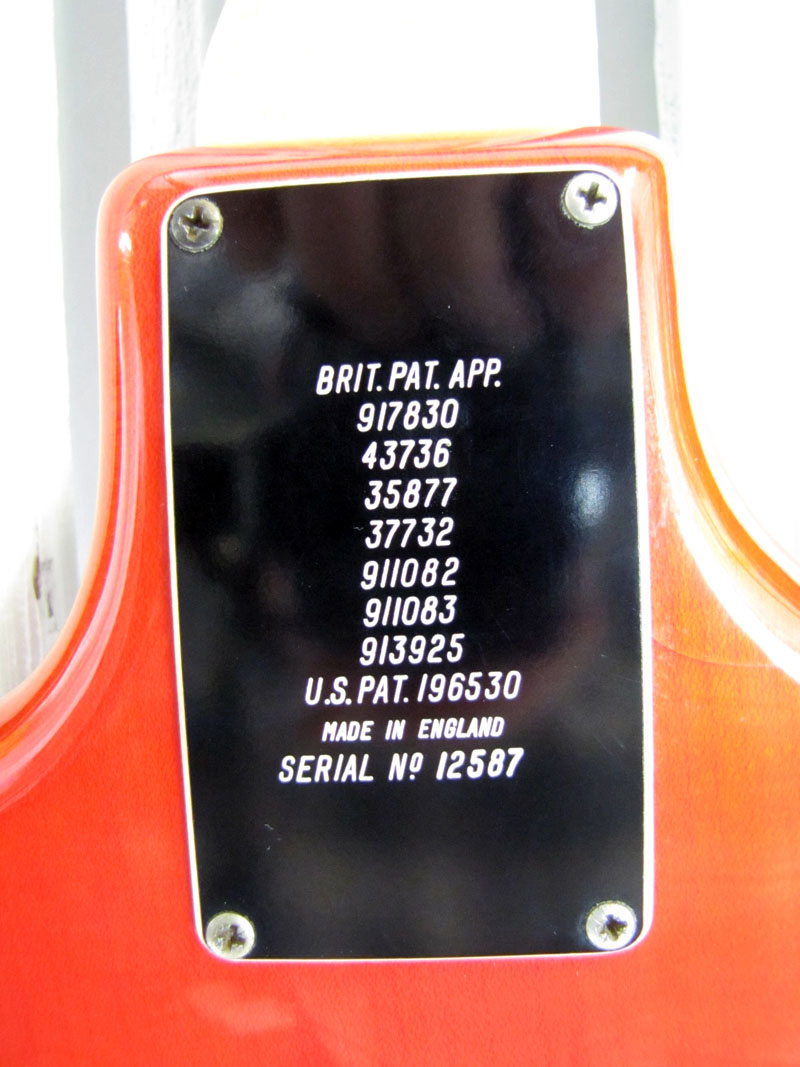 BRIT. PAT. APP.
917830
43736
35877
37732
911082
911083
913925
U.S. PAT. 196530
MADE IN ENGLAND
SERIAL Nº 12587